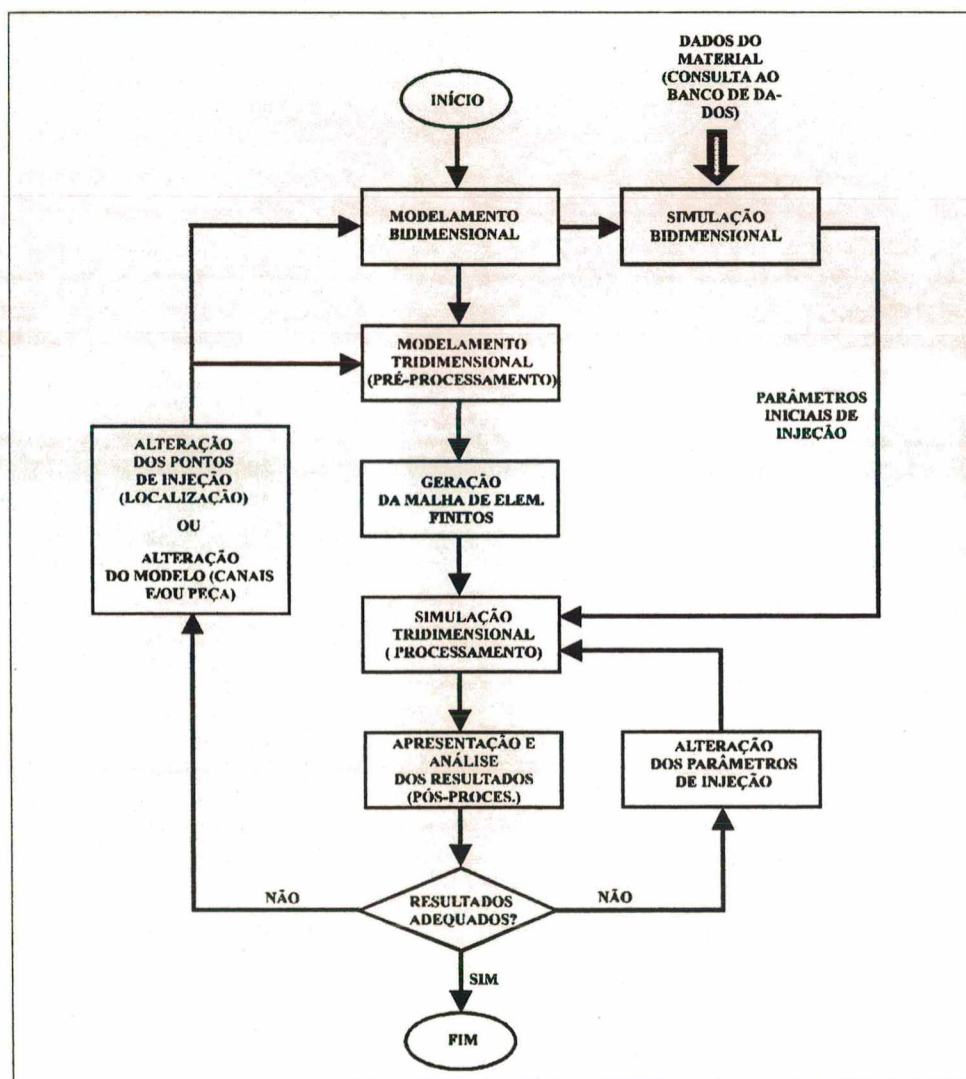 DADOS DO
MATERIAL
(CONSULTA AO
BANCO DE DA-
DOS)
INÍCIO
MODELAMENTO
BIDIMENSIONAL
SIMULAÇÃO
BIDIMENSIONAL
MODELAMENTO
TRIDIMENSIONAL
(PRÉ-PROCESSAMENTO)
PARÂMETROS
INICIAIS DE
INJEÇÃO
ALTERAÇÃO
DOS PONTOS
DE INJEÇÃO
(LOCALIZAÇÃO)
OU
ALTERAÇÃO
DO MODELO (CANAIS
E/OU PEÇA)
GERAÇÃO
DA MALHA DE ELEM.
FINITOS
SIMULAÇÃO
TRIDIMENSIONAL
( PROCESSAMENTO)
APRESENTAÇÃO E
ANÁLISE
DOS RESULTADOS
(PÓS-PROCES.)
ALTERAÇÃO
DOS PARÂMETROS
DE INJEÇÃO
NÃO
RESULTADOS
ADEQUADOS?
NÃO
SIM
FIM